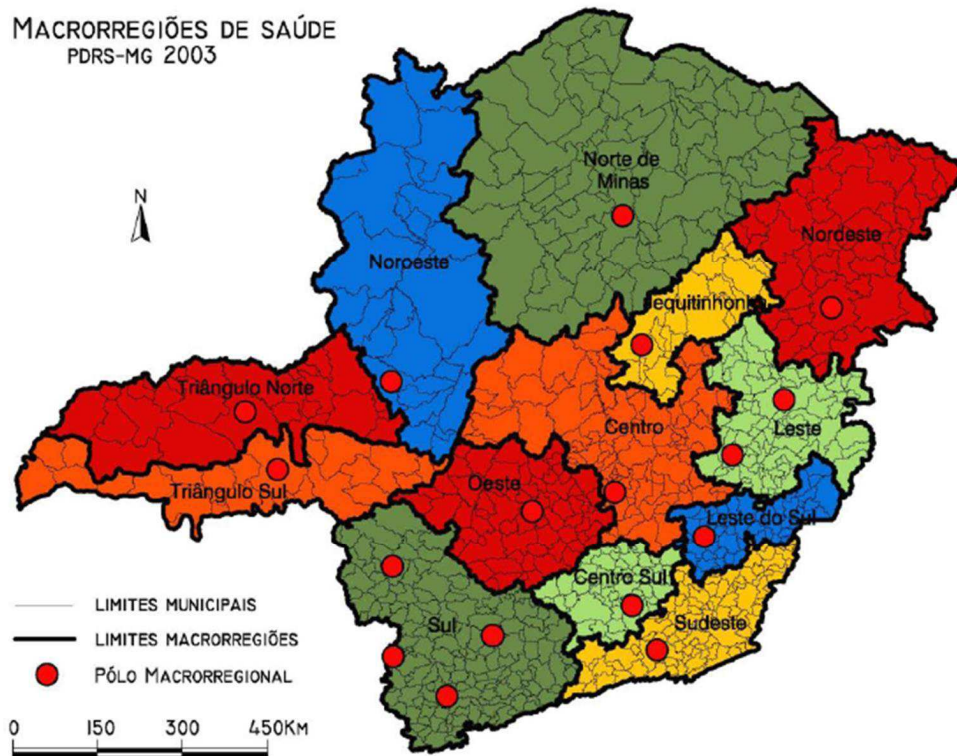 MACRORREGIÕES DE SAÚDE
PDRS-MG 2003
N
Norte de
Minas
Nordeste
Noroeste
Jequitinhonha
Triângulo Norte
Centro
Leste
Triângulo Sul
Oeste
Leste do Sul
Centro Sul
Sudeste
Sul
LIMITES MUNICIPAIS
LIMITES MACRORREGIÕES
PÓLO MACRORREGIONAL
0 150 300 450KM